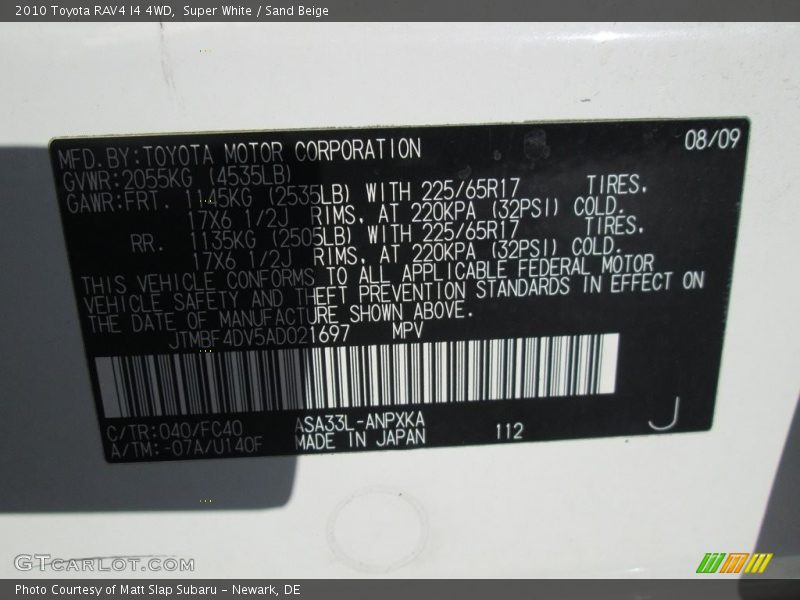 2010 Toyota RAV4 I4 4WD, Super White / Sand Beige
08/09
MFD. BY: TOYOTA MOTOR CORPORATION
GVWR: 2055KG (4535LB)
GAWR: FRT. 1145KG (2535LB) WITH 225/65R17 TIRES.
17X6 1/2J RIMS. AT 220KPA (32PSI) COLD.
RR. 1135KG (2505LB) WITH 225/65R17 TIRES.
17X6 1/2J RIMS. AT 220KPA (32PSI) COLD.
THIS VEHICLE CONFORMS TO ALL APPLICABLE FEDERAL MOTOR
VEHICLE SAFETY AND THEFT PREVENTION STANDARDS IN EFFECT ON
THE DATE OF MANUFACTURE SHOWN ABOVE.
JTMBF4DV5AD021697 MPV
C/TR: 040/FC40 ASA33L-ANPXKA
A/TM: -07A/U140F MADE IN JAPAN 112 J
GTCARLOT.COM
Photo Courtesy of Matt Slap Subaru - Newark, DE